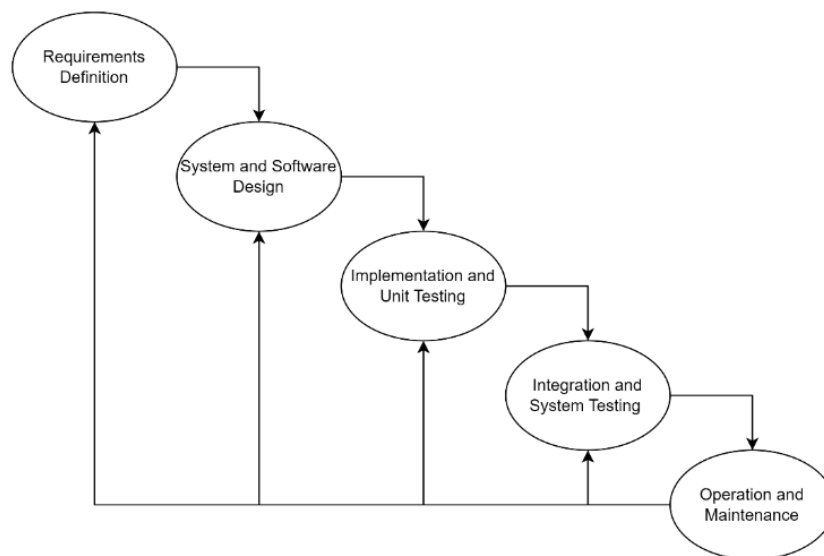 Requirements
Definition
System and Software
Design
Implementation and
Unit Testing
Integration and
System Testing
Operation and
Maintenance